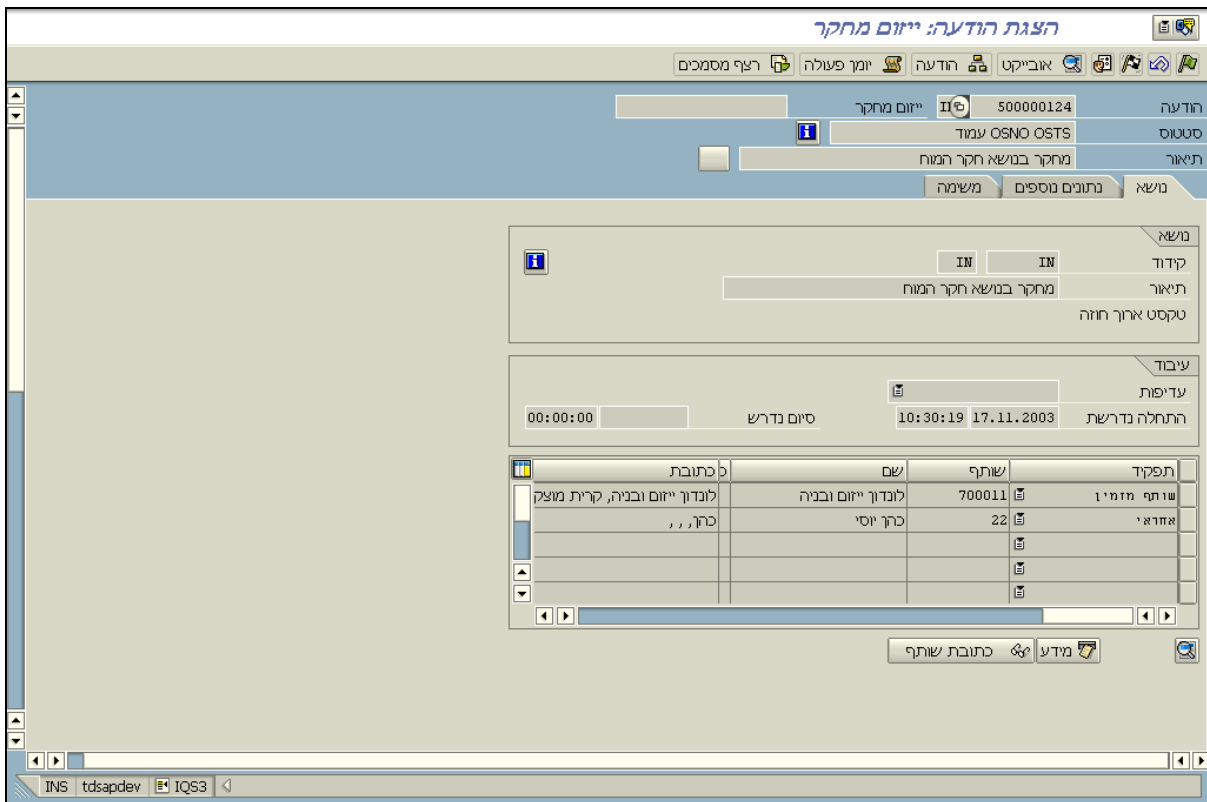 הצגת הודעה: ייזום מחקר
אובייקט הודעה יומן פעולה רצף מסמכים
הודעה 500000124 ייזום מחקר
סטטוס OSNO OSTS עמוד
תיאור מחקר בנושא חקר המוח
נושא נתונים נוספים משימה
נושא
קידוד IN IN
תיאור מחקר בנושא חקר המוח
טקסט ארוך חוזה
עיבוד
עדיפות
התחלה נדרשת 17.11.2003 10:30:19 סיום נדרש 00:00:00
תפקיד שותף שם כ כתובת
שותף מזמין 700011 לונדון ייזום ובניה לונדון ייזום ובניה, קרית מוצק
אחראי 22 כהן יוסי כהן, , ,
מידע כתובת שותף
INS tdsapdev IQS3